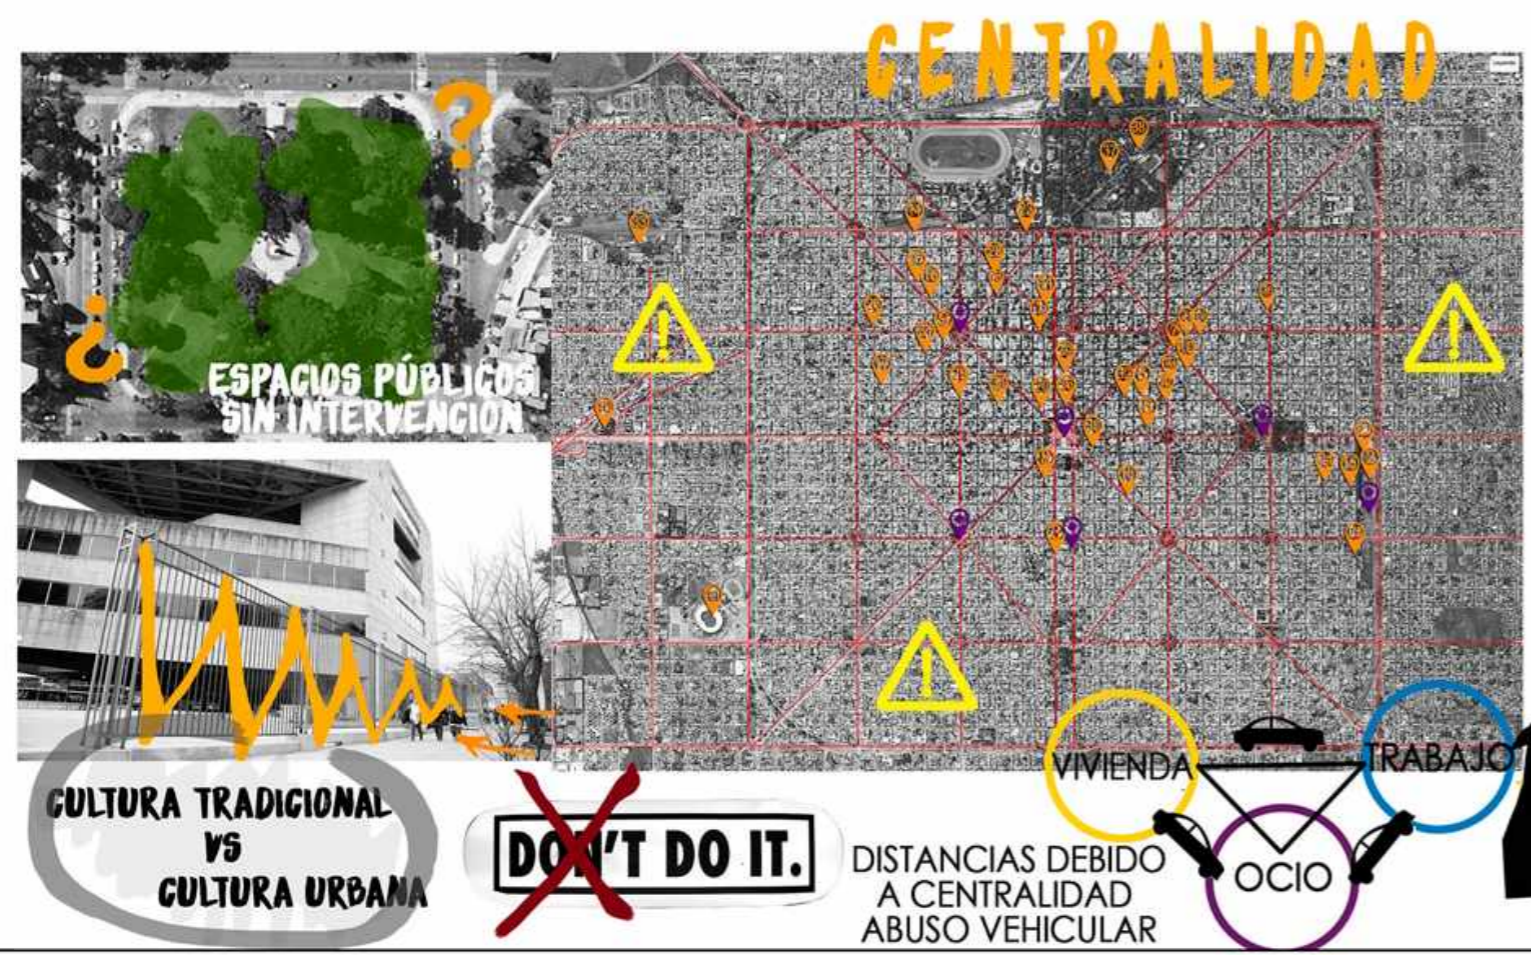 CENTRALIDAD
?
¿
ESPACIOS PÚBLICOS
SIN INTERVENCIÓN
CULTURA TRADICIONAL
VS
CULTURA URBANA
DON'T DO IT.
DISTANCIAS DEBIDO
A CENTRALIDAD
ABUSO VEHICULAR
VIVIENDA
TRABAJO
OCIO